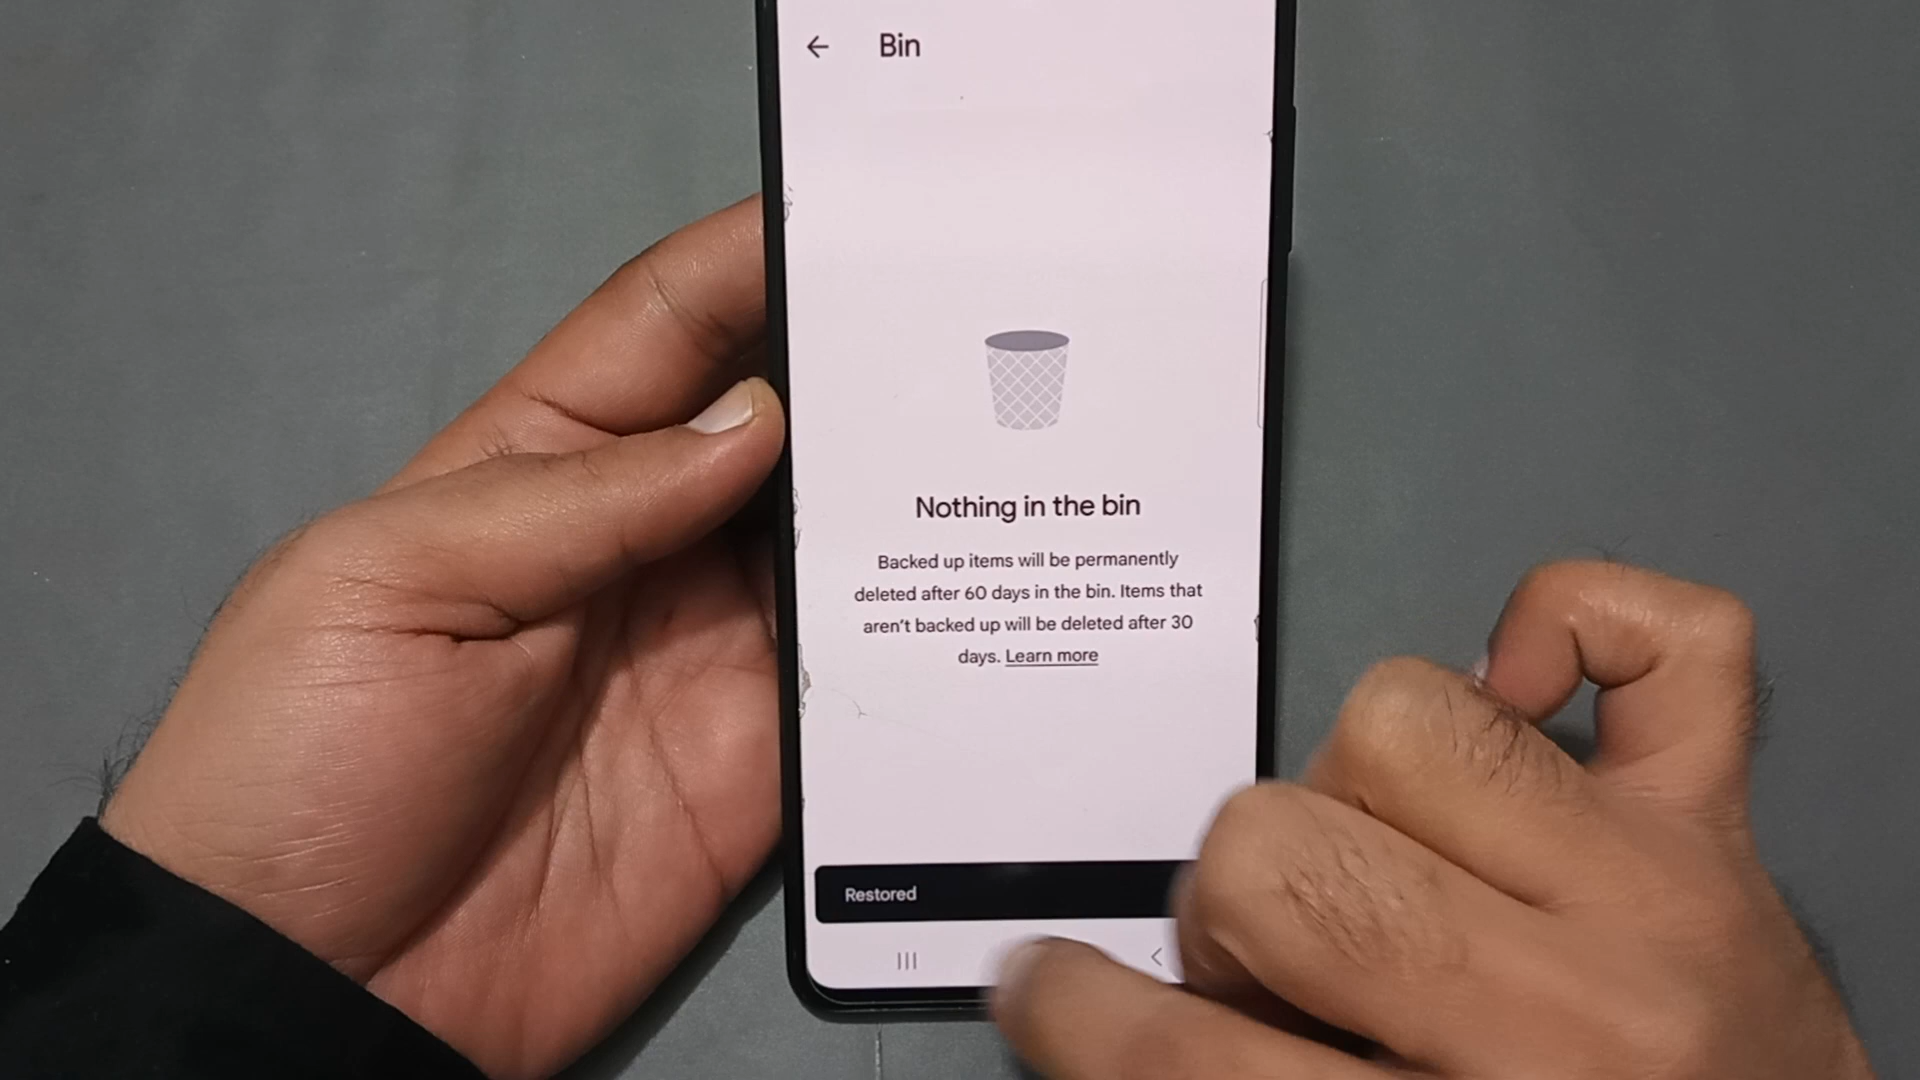 Bin
Nothing in the bin
Backed up items will be permanently
deleted after 60 days in the bin. Items that
aren't backed up will be deleted after 30
days. Learn more
Restored